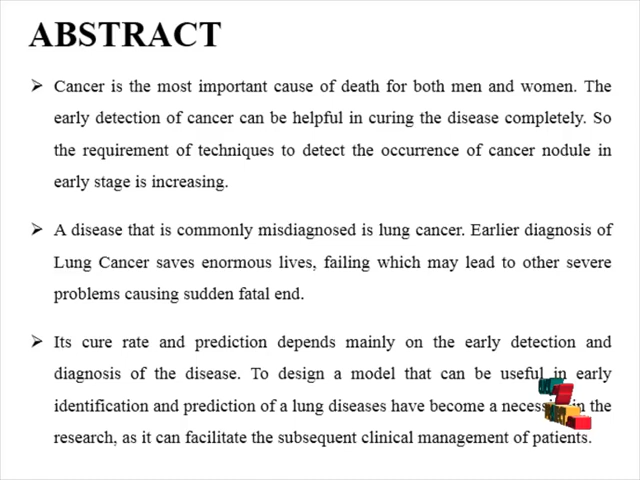 ABSTRACT
➢ Cancer is the most important cause of death for both men and women. The
early detection of cancer can be helpful in curing the disease completely. So
the requirement of techniques to detect the occurrence of cancer nodule in
early stage is increasing.
➢ A disease that is commonly misdiagnosed is lung cancer. Earlier diagnosis of
Lung Cancer saves enormous lives, failing which may lead to other severe
problems causing sudden fatal end.
➢ Its cure rate and prediction depends mainly on the early detection and
diagnosis of the disease. To design a model that can be useful in early
identification and prediction of a lung diseases have become a necessity in the
research, as it can facilitate the subsequent clinical management of patients.